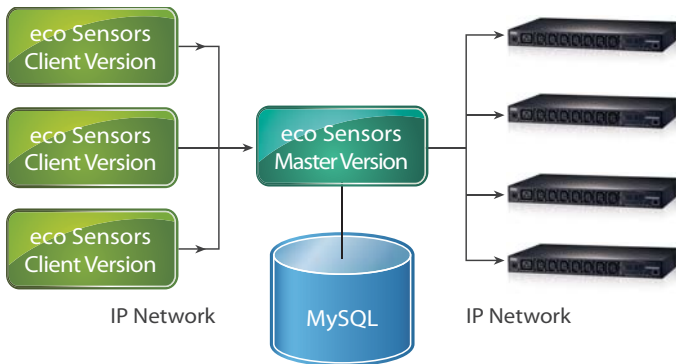 eco Sensors
Client Version
eco Sensors
Client Version
eco Sensors
Client Version
eco Sensors
Master Version
IP Network
MySQL
IP Network